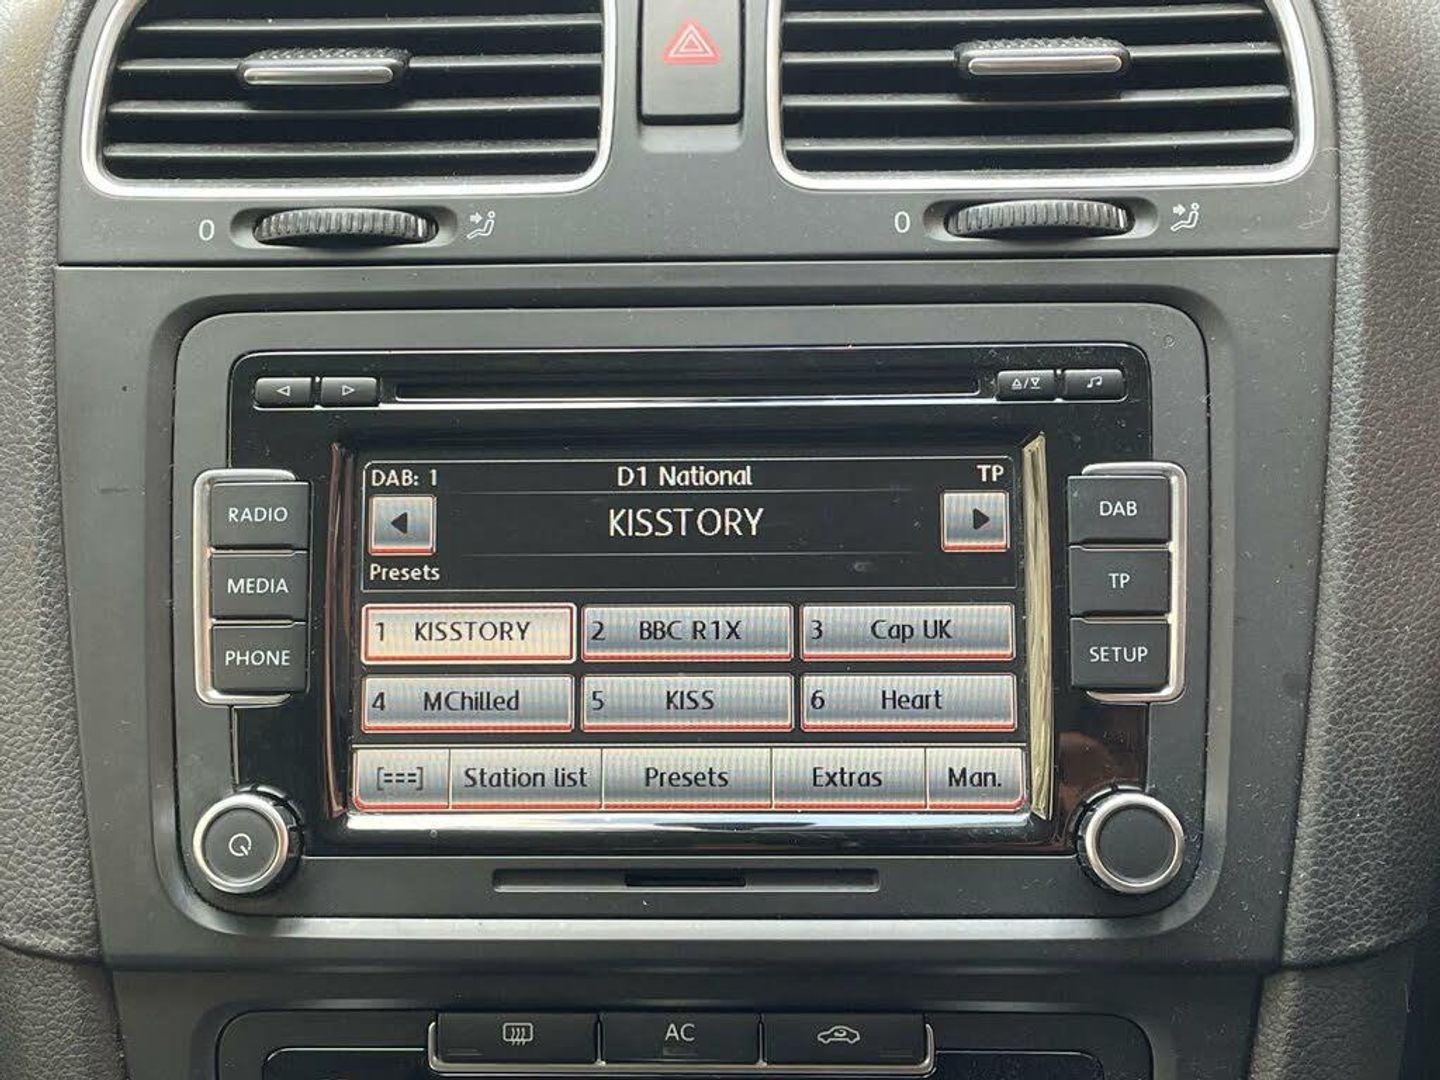 0
0
DAB: 1 D1 National TP
KISSTORY
Presets
1 KISSTORY 2 BBC R1X 3 Cap UK
4 MChilled 5 KISS 6 Heart
[===] Station list Presets Extras Man.
RADIO
MEDIA
PHONE
DAB
TP
SETUP
AC